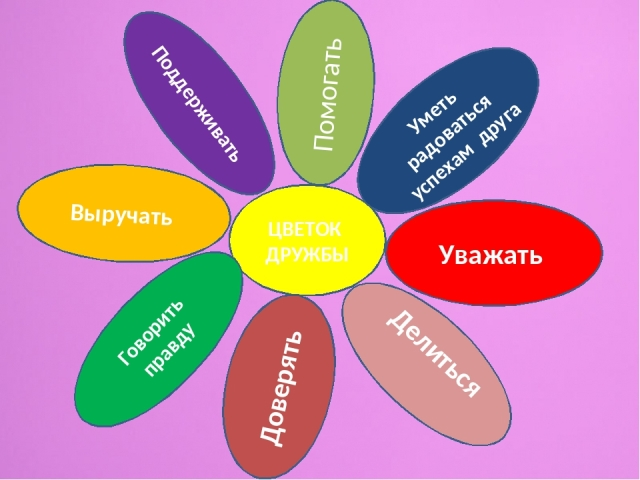 Поддерживать
Помогать
Уметь
радоваться
успехам друга
Выручать
ЦВЕТОК
ДРУЖБЫ
Уважать
Говорить
правду
Доверять
Делиться